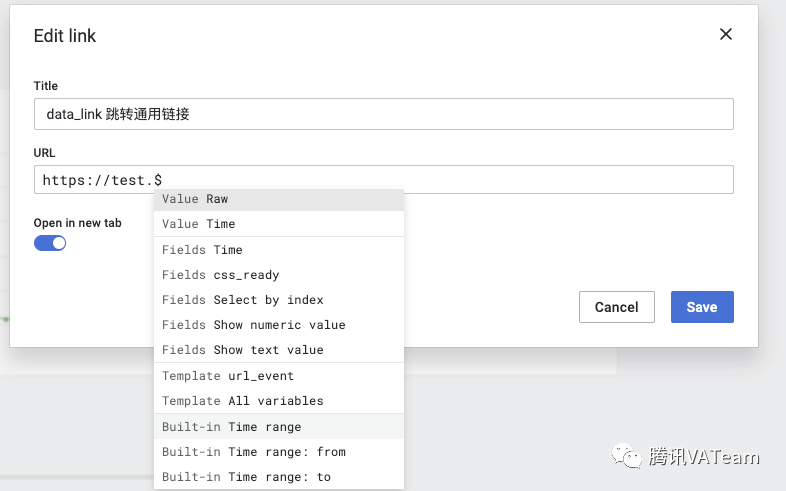 Edit link
Title
data_link 跳转通用链接
URL
https://test.$
Value Raw
Value Time
Open in new tab
Fields Time
Fields css_ready
Fields Select by index
Fields Show numeric value
Fields Show text value
Cancel
Save
Template url_event
Template All variables
Built-in Time range
Built-in Time range: from
Built-in Time range: to
腾讯VATeam